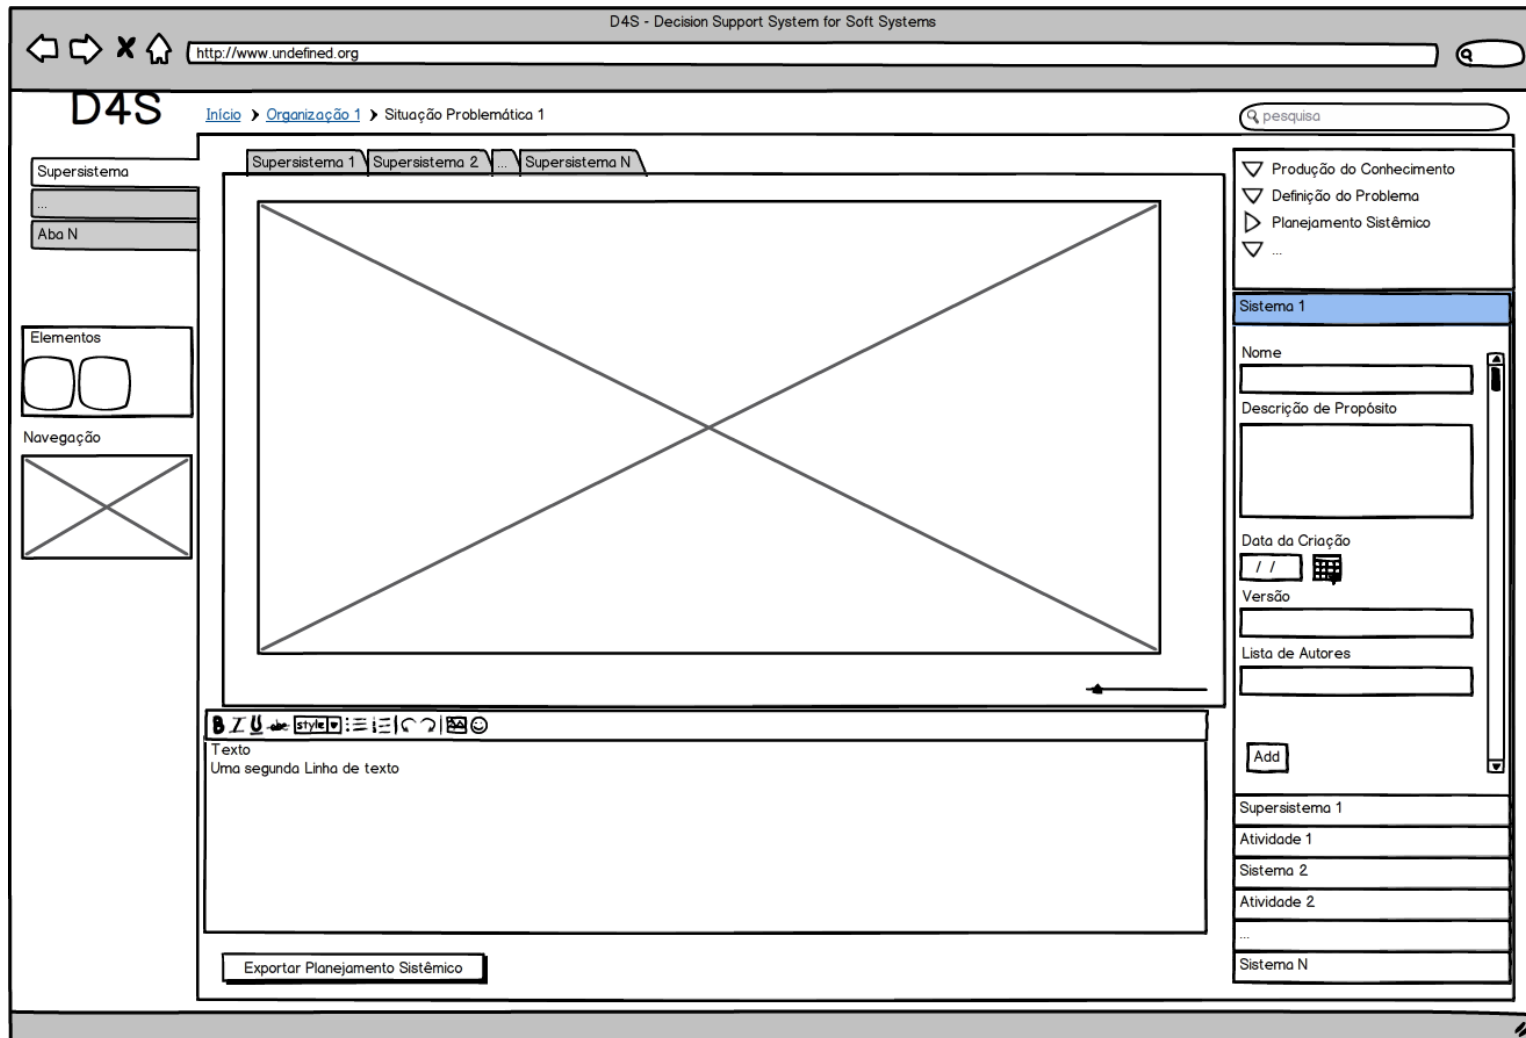 D4S - Decision Support System for Soft Systems
http://www.undefined.org
D4S
Início > Organização 1 > Situação Problemática 1
pesquisa
Supersistema
...
Aba N
Elementos
Navegação
Supersistema 1 Supersistema 2 ... Supersistema N
B I U abc style
Texto
Uma segunda Linha de texto
Exportar Planejamento Sistêmico
Produção do Conhecimento
Definição do Problema
Planejamento Sistêmico
...
Sistema 1
Nome
Descrição de Propósito
Data da Criação
/ /
Versão
Lista de Autores
Add
Supersistema 1
Atividade 1
Sistema 2
Atividade 2
...
Sistema N